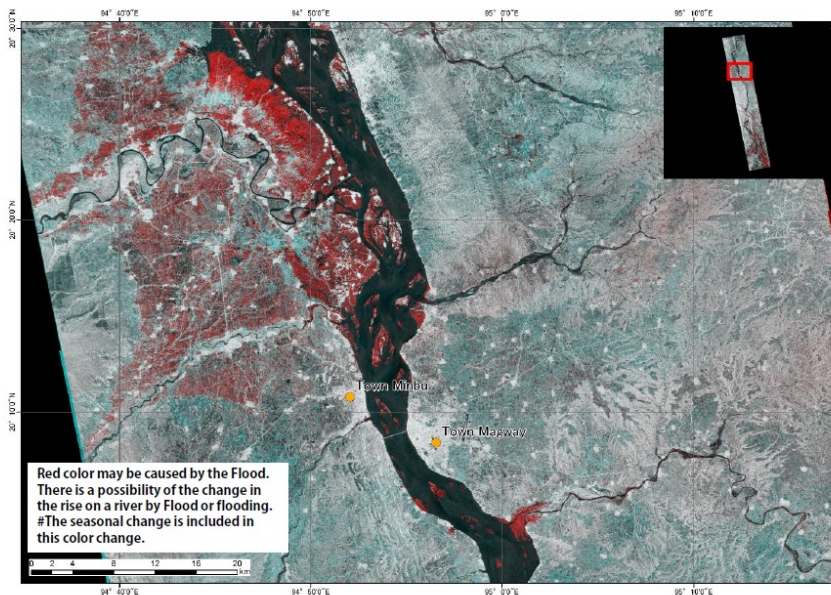 94°40'0"E 94°50'0"E 95°0'0"E 95°10'0"E
20°30'0"N
20°20'0"N
20°10'0"N
Town Minbu
Town Magway
Red color may be caused by the Flood.
There is a possibility of the change in
the rise on a river by Flood or flooding.
#The seasonal change is included in
this color change.
0 2 4 8 12 16 20
km
94°40'0"E 94°50'0"E 95°0'0"E 95°10'0"E